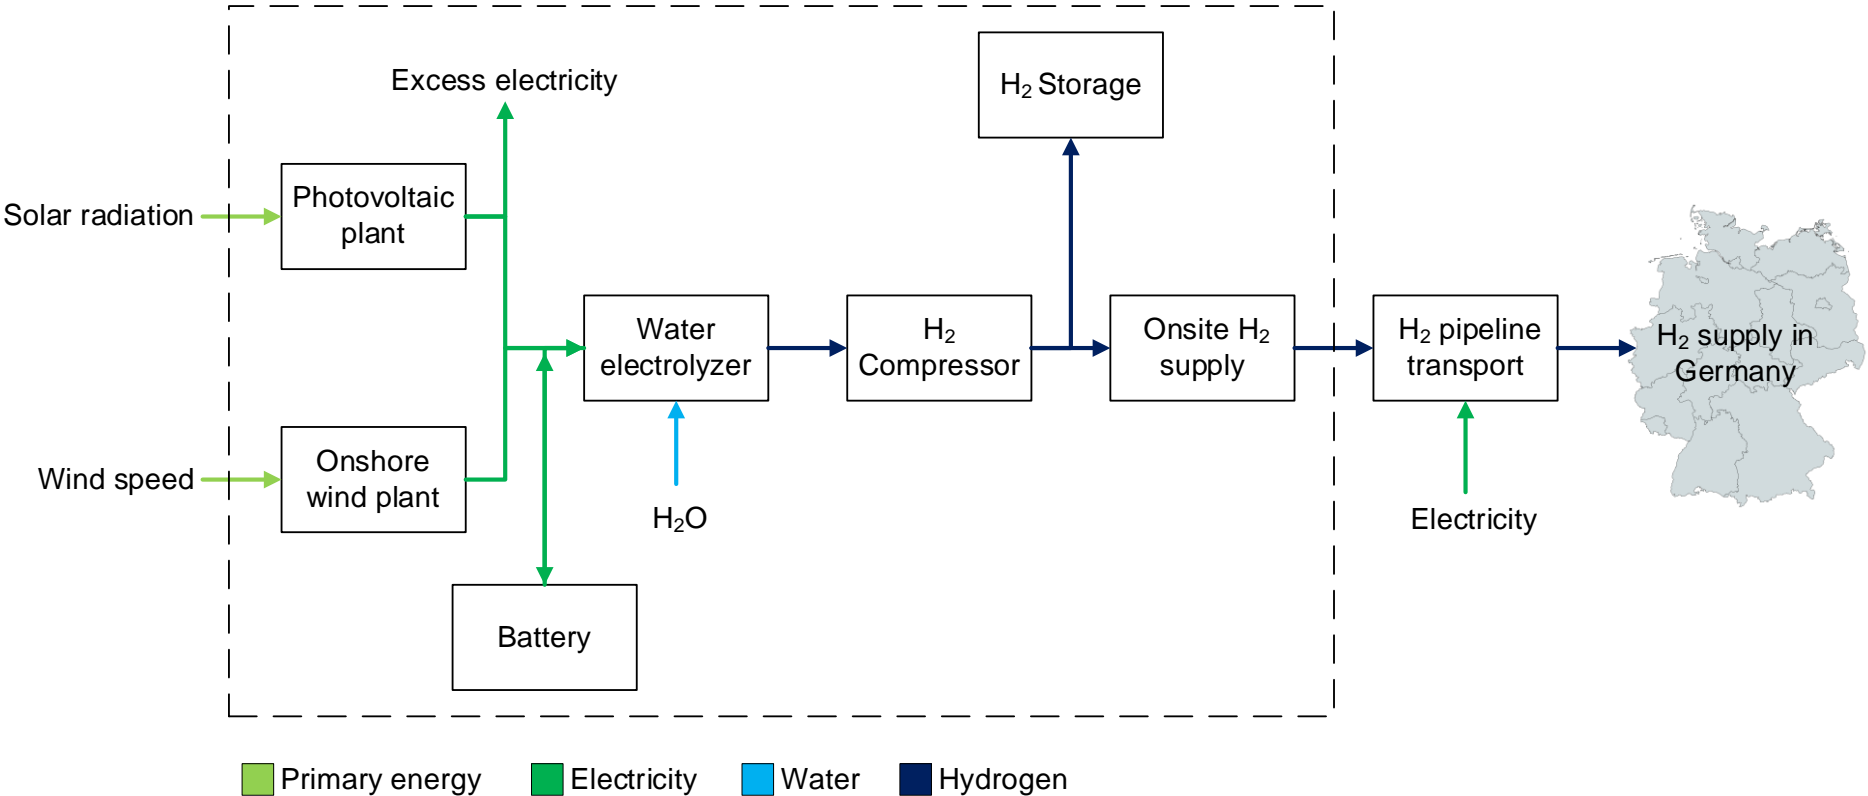 Excess electricity
H₂ Storage
Solar radiation
Photovoltaic
plant
Water
electrolyzer
H₂
Compressor
Onsite H₂
supply
H₂ pipeline
transport
H₂ supply in
Germany
Wind speed
Onshore
wind plant
H₂O
Electricity
Battery
Primary energy
Electricity
Water
Hydrogen